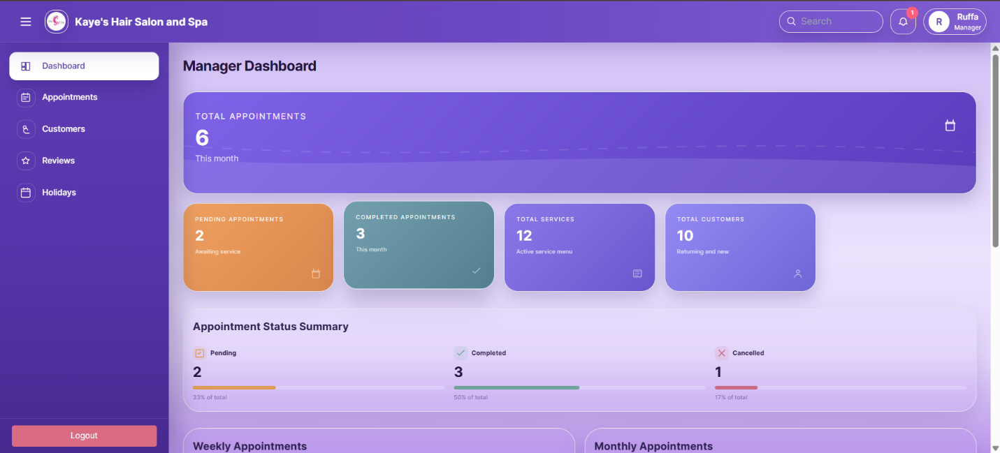 Kaye's Hair Salon and Spa
Search
1
R
Ruffa
Manager
Dashboard
Appointments
Customers
Reviews
Holidays
Logout
Manager Dashboard
TOTAL APPOINTMENTS
6
This month
PENDING APPOINTMENTS
2
Awaiting service
COMPLETED APPOINTMENTS
3
This month
TOTAL SERVICES
12
Active service menu
TOTAL CUSTOMERS
10
Returning and new
Appointment Status Summary
Pending
2
33% of total
Completed
3
50% of total
Cancelled
1
17% of total
Weekly Appointments
Monthly Appointments